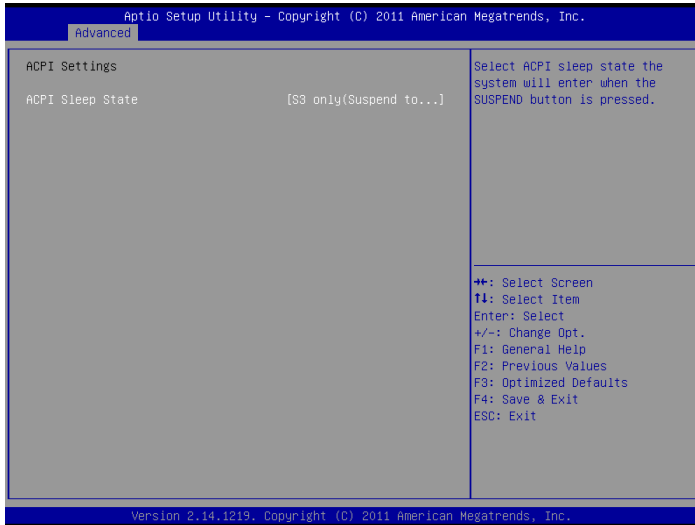 Aptio Setup Utility – Copyright (C) 2011 American Megatrends, Inc.
Advanced
ACPI Settings
ACPI Sleep State [S3 only(Suspend to...]
Select ACPI sleep state the
system will enter when the
SUSPEND button is pressed.
→←: Select Screen
↑↓: Select Item
Enter: Select
+/-: Change Opt.
F1: General Help
F2: Previous Values
F3: Optimized Defaults
F4: Save & Exit
ESC: Exit
Version 2.14.1219. Copyright (C) 2011 American Megatrends, Inc.